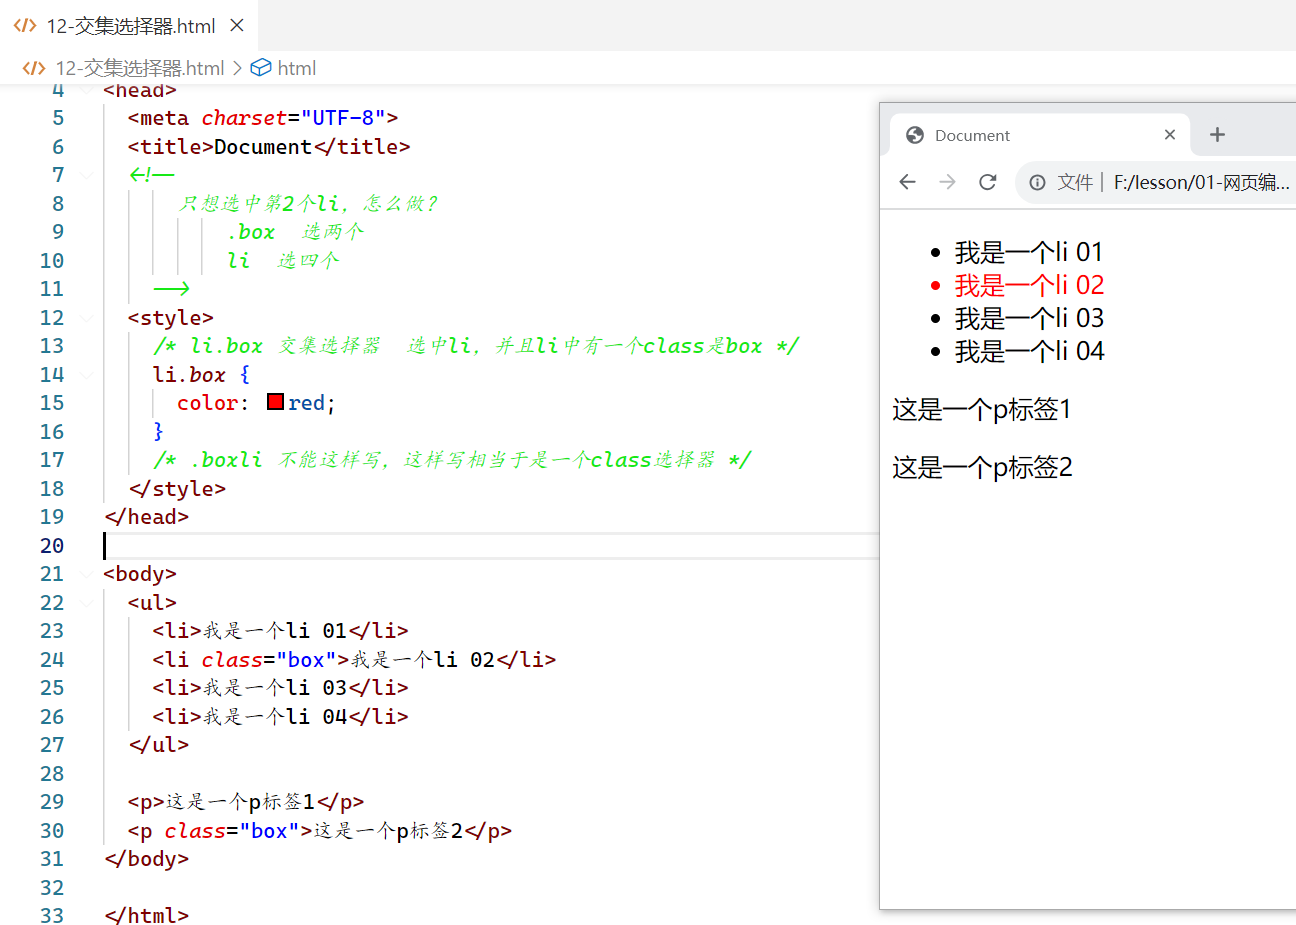 12-交集选择器.html
12-交集选择器.html > html
4 <head>
5 <meta charset="UTF-8">
6 <title>Document</title>
7 <!--
8 只想选中第2个li，怎么做？
9 .box 选两个
10 li 选四个
11 -->
12 <style>
13 /* li.box 交集选择器 选中li，并且li中有一个class是box */
14 li.box {
15 color: red;
16 }
17 /* .boxli 不能这样写，这样写相当于是一个class选择器 */
18 </style>
19 </head>
20
21 <body>
22 <ul>
23 <li>我是一个li 01</li>
24 <li class="box">我是一个li 02</li>
25 <li>我是一个li 03</li>
26 <li>我是一个li 04</li>
27 </ul>
28
29 <p>这是一个p标签1</p>
30 <p class="box">这是一个p标签2</p>
31 </body>
32
33 </html>
Document
文件 | F:/lesson/01-网页编...
• 我是一个li 01
• 我是一个li 02
• 我是一个li 03
• 我是一个li 04
这是一个p标签1
这是一个p标签2